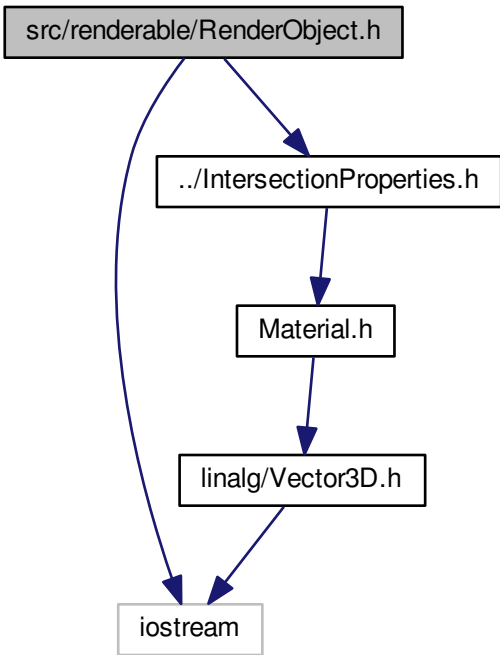 src/renderable/RenderObject.h
../IntersectionProperties.h
Material.h
linalg/Vector3D.h
iostream